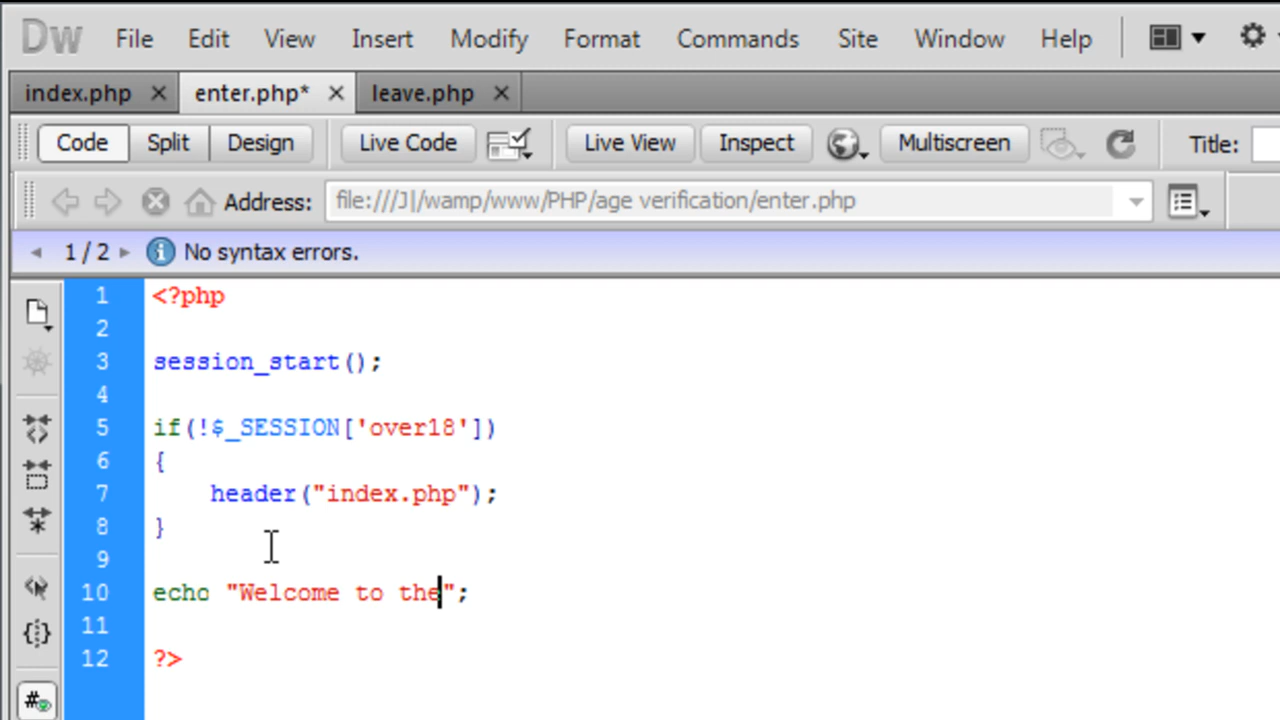 Dw File Edit View Insert Modify Format Commands Site Window Help
index.php × enter.php* × leave.php ×
Code Split Design Live Code Live View Inspect Multiscreen Title:
Address: file:///J|/wamp/www/PHP/age verification/enter.php
1 / 2 No syntax errors.
1 <?php
2
3 session_start();
4
5 if(!$_SESSION['over18'])
6 {
7 header("index.php");
8 }
9
10 echo "Welcome to the";
11
12 ?>